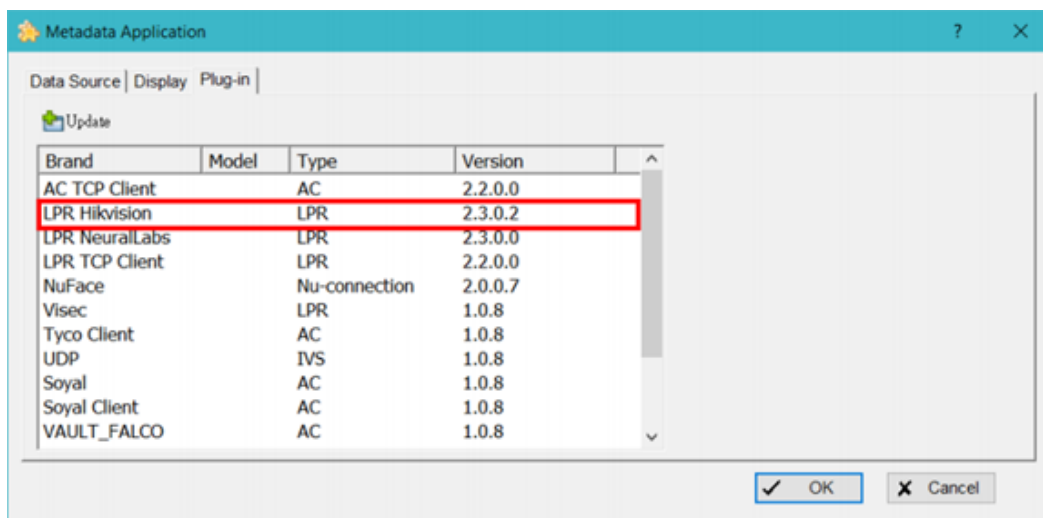 Metadata Application ?
Data Source Display Plug-in
Update
Brand Model Type Version
AC TCP Client AC 2.2.0.0
LPR Hikvision LPR 2.3.0.2
LPR NeuralLabs LPR 2.3.0.0
LPR TCP Client LPR 2.2.0.0
NuFace Nu-connection 2.0.0.7
Visec LPR 1.0.8
Tyco Client AC 1.0.8
UDP IVS 1.0.8
Soyal AC 1.0.8
Soyal Client AC 1.0.8
VAULT_FALCO AC 1.0.8
OK Cancel